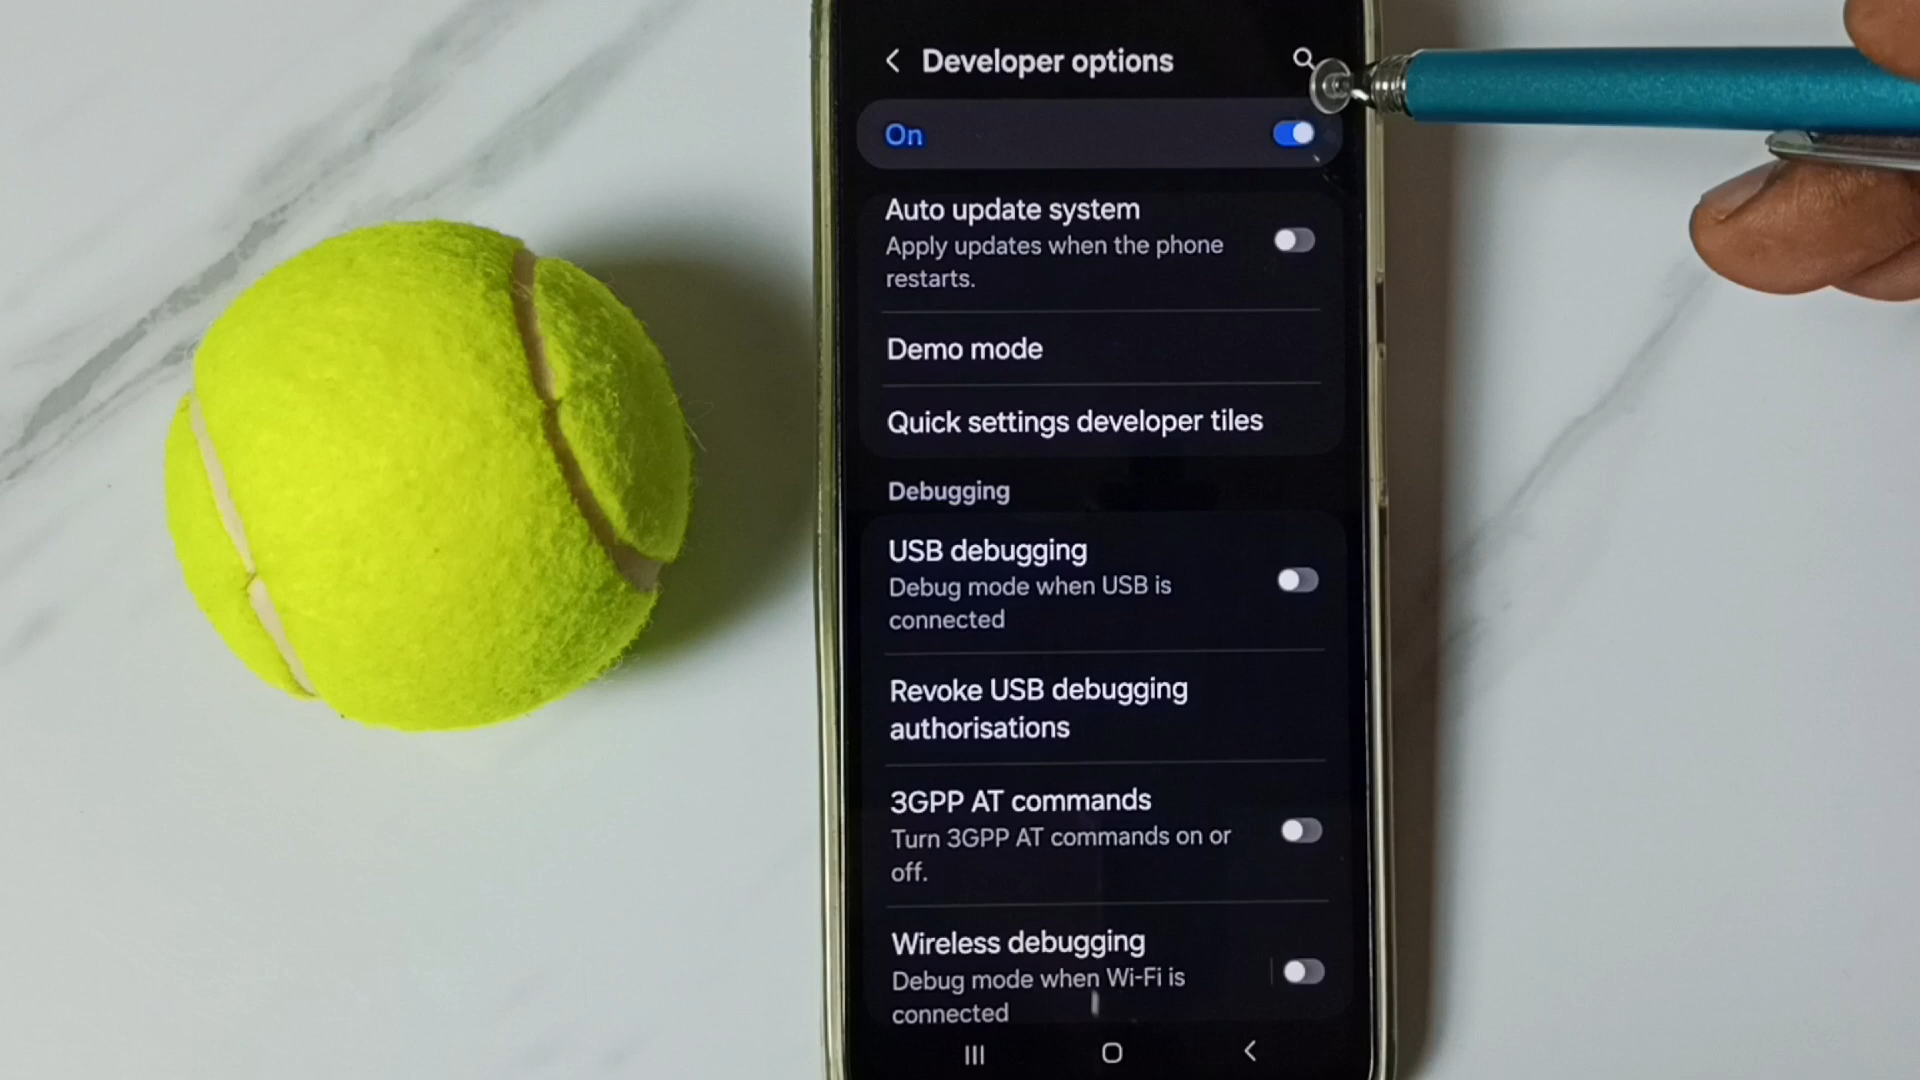 Developer options
On
Auto update system
Apply updates when the phone
restarts.
Demo mode
Quick settings developer tiles
Debugging
USB debugging
Debug mode when USB is
connected
Revoke USB debugging
authorisations
3GPP AT commands
Turn 3GPP AT commands on or
off.
Wireless debugging
Debug mode when Wi-Fi is
connected